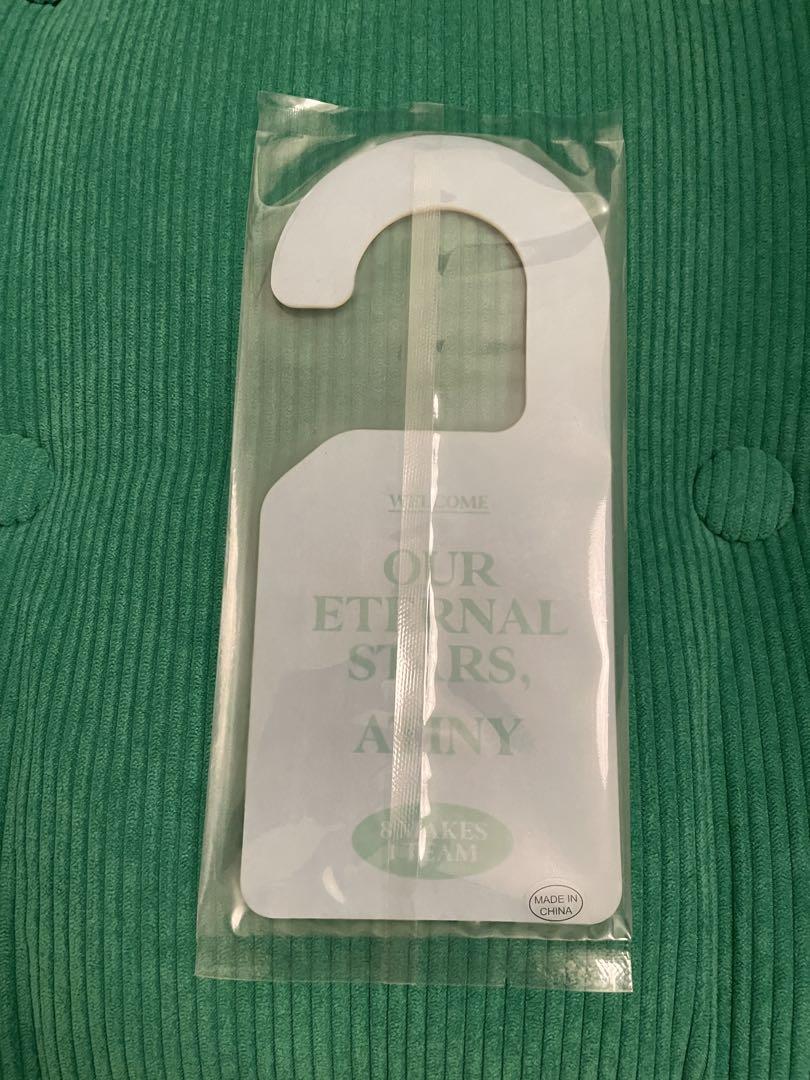 WELCOME
OUR
ETERNAL
STARS,
ATINY
8 MAKES
1 TEAM
MADE IN
CHINA